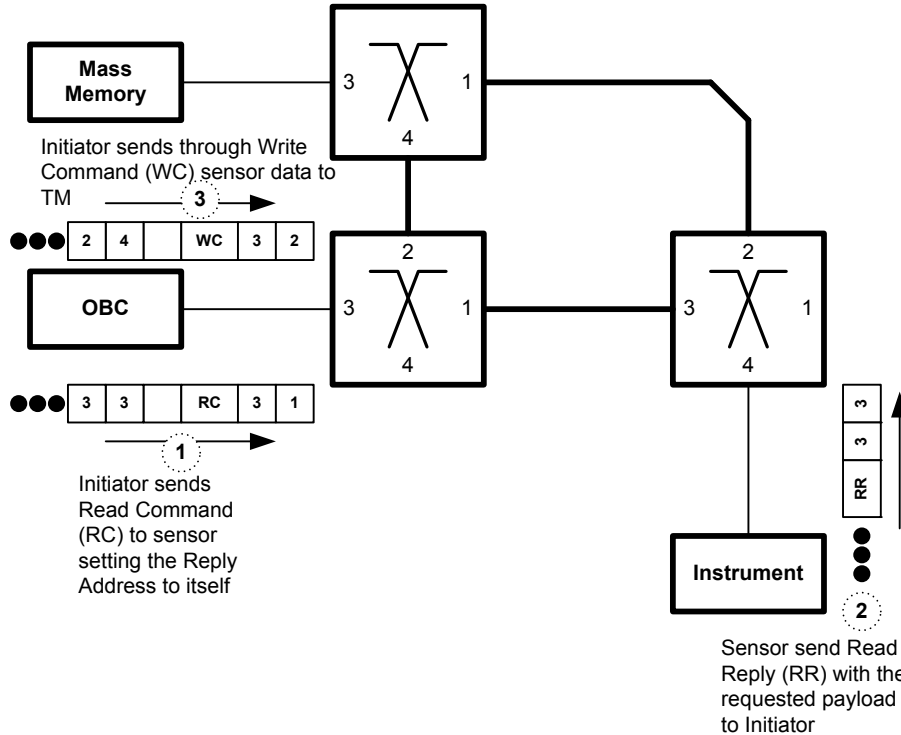 Mass
Memory
3
1
4
Initiator sends through Write
Command (WC) sensor data to
TM
3
2 4 WC 3 2
OBC
2
3
1
4
2
3
1
4
3 3 RC 3 1
1
Initiator sends
Read Command
(RC) to sensor
setting the Reply
Address to itself
3
3
RR
Instrument
2
Sensor send Read
Reply (RR) with the
requested payload
to Initiator